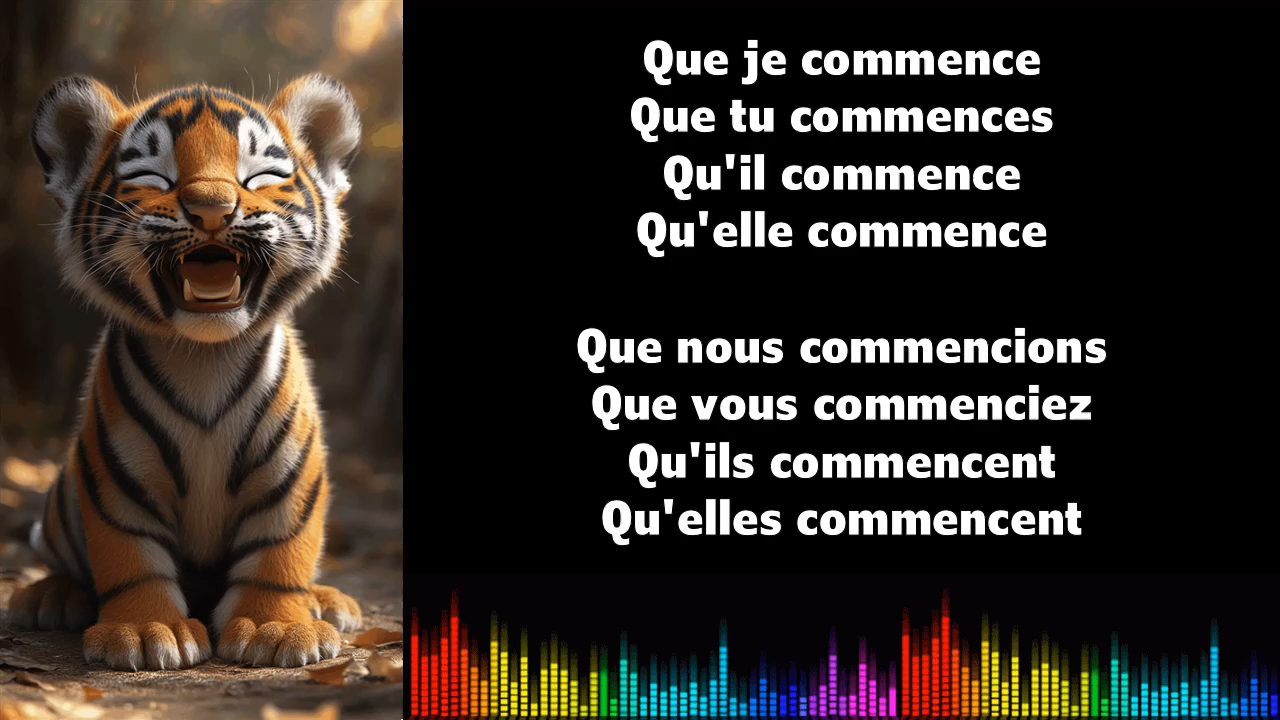 Que je commence
Que tu commences
Qu'il commence
Qu'elle commence
Que nous commencions
Que vous commenciez
Qu'ils commencent
Qu'elles commencent